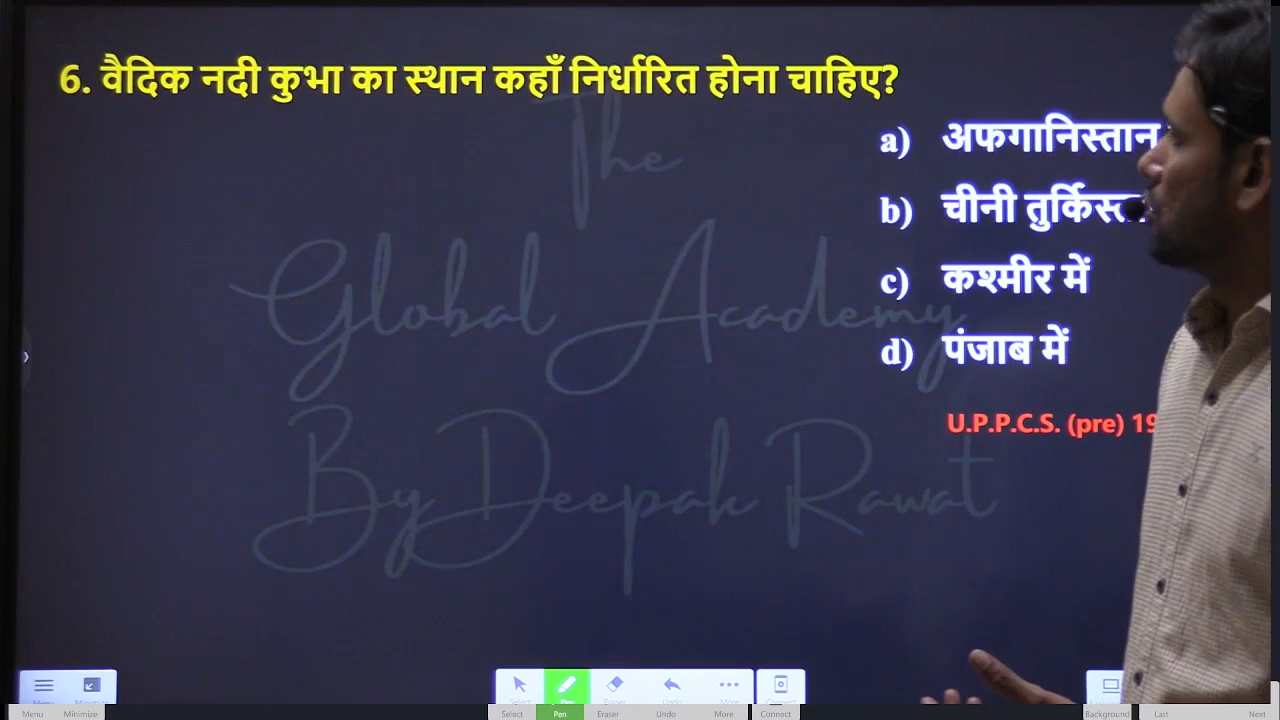 6. वैदिक नदी कुभा का स्थान कहाँ निर्धारित होना चाहिए?
The
a) अफगानिस्तान
b) चीनी
Global Academy
c) कश्मीर में
d) पंजाब में
U.P.P.C.S. (pre) 19
By Deepak Rawat
Menu Minimize Select Pen Eraser Undo More Connect Background Last Next